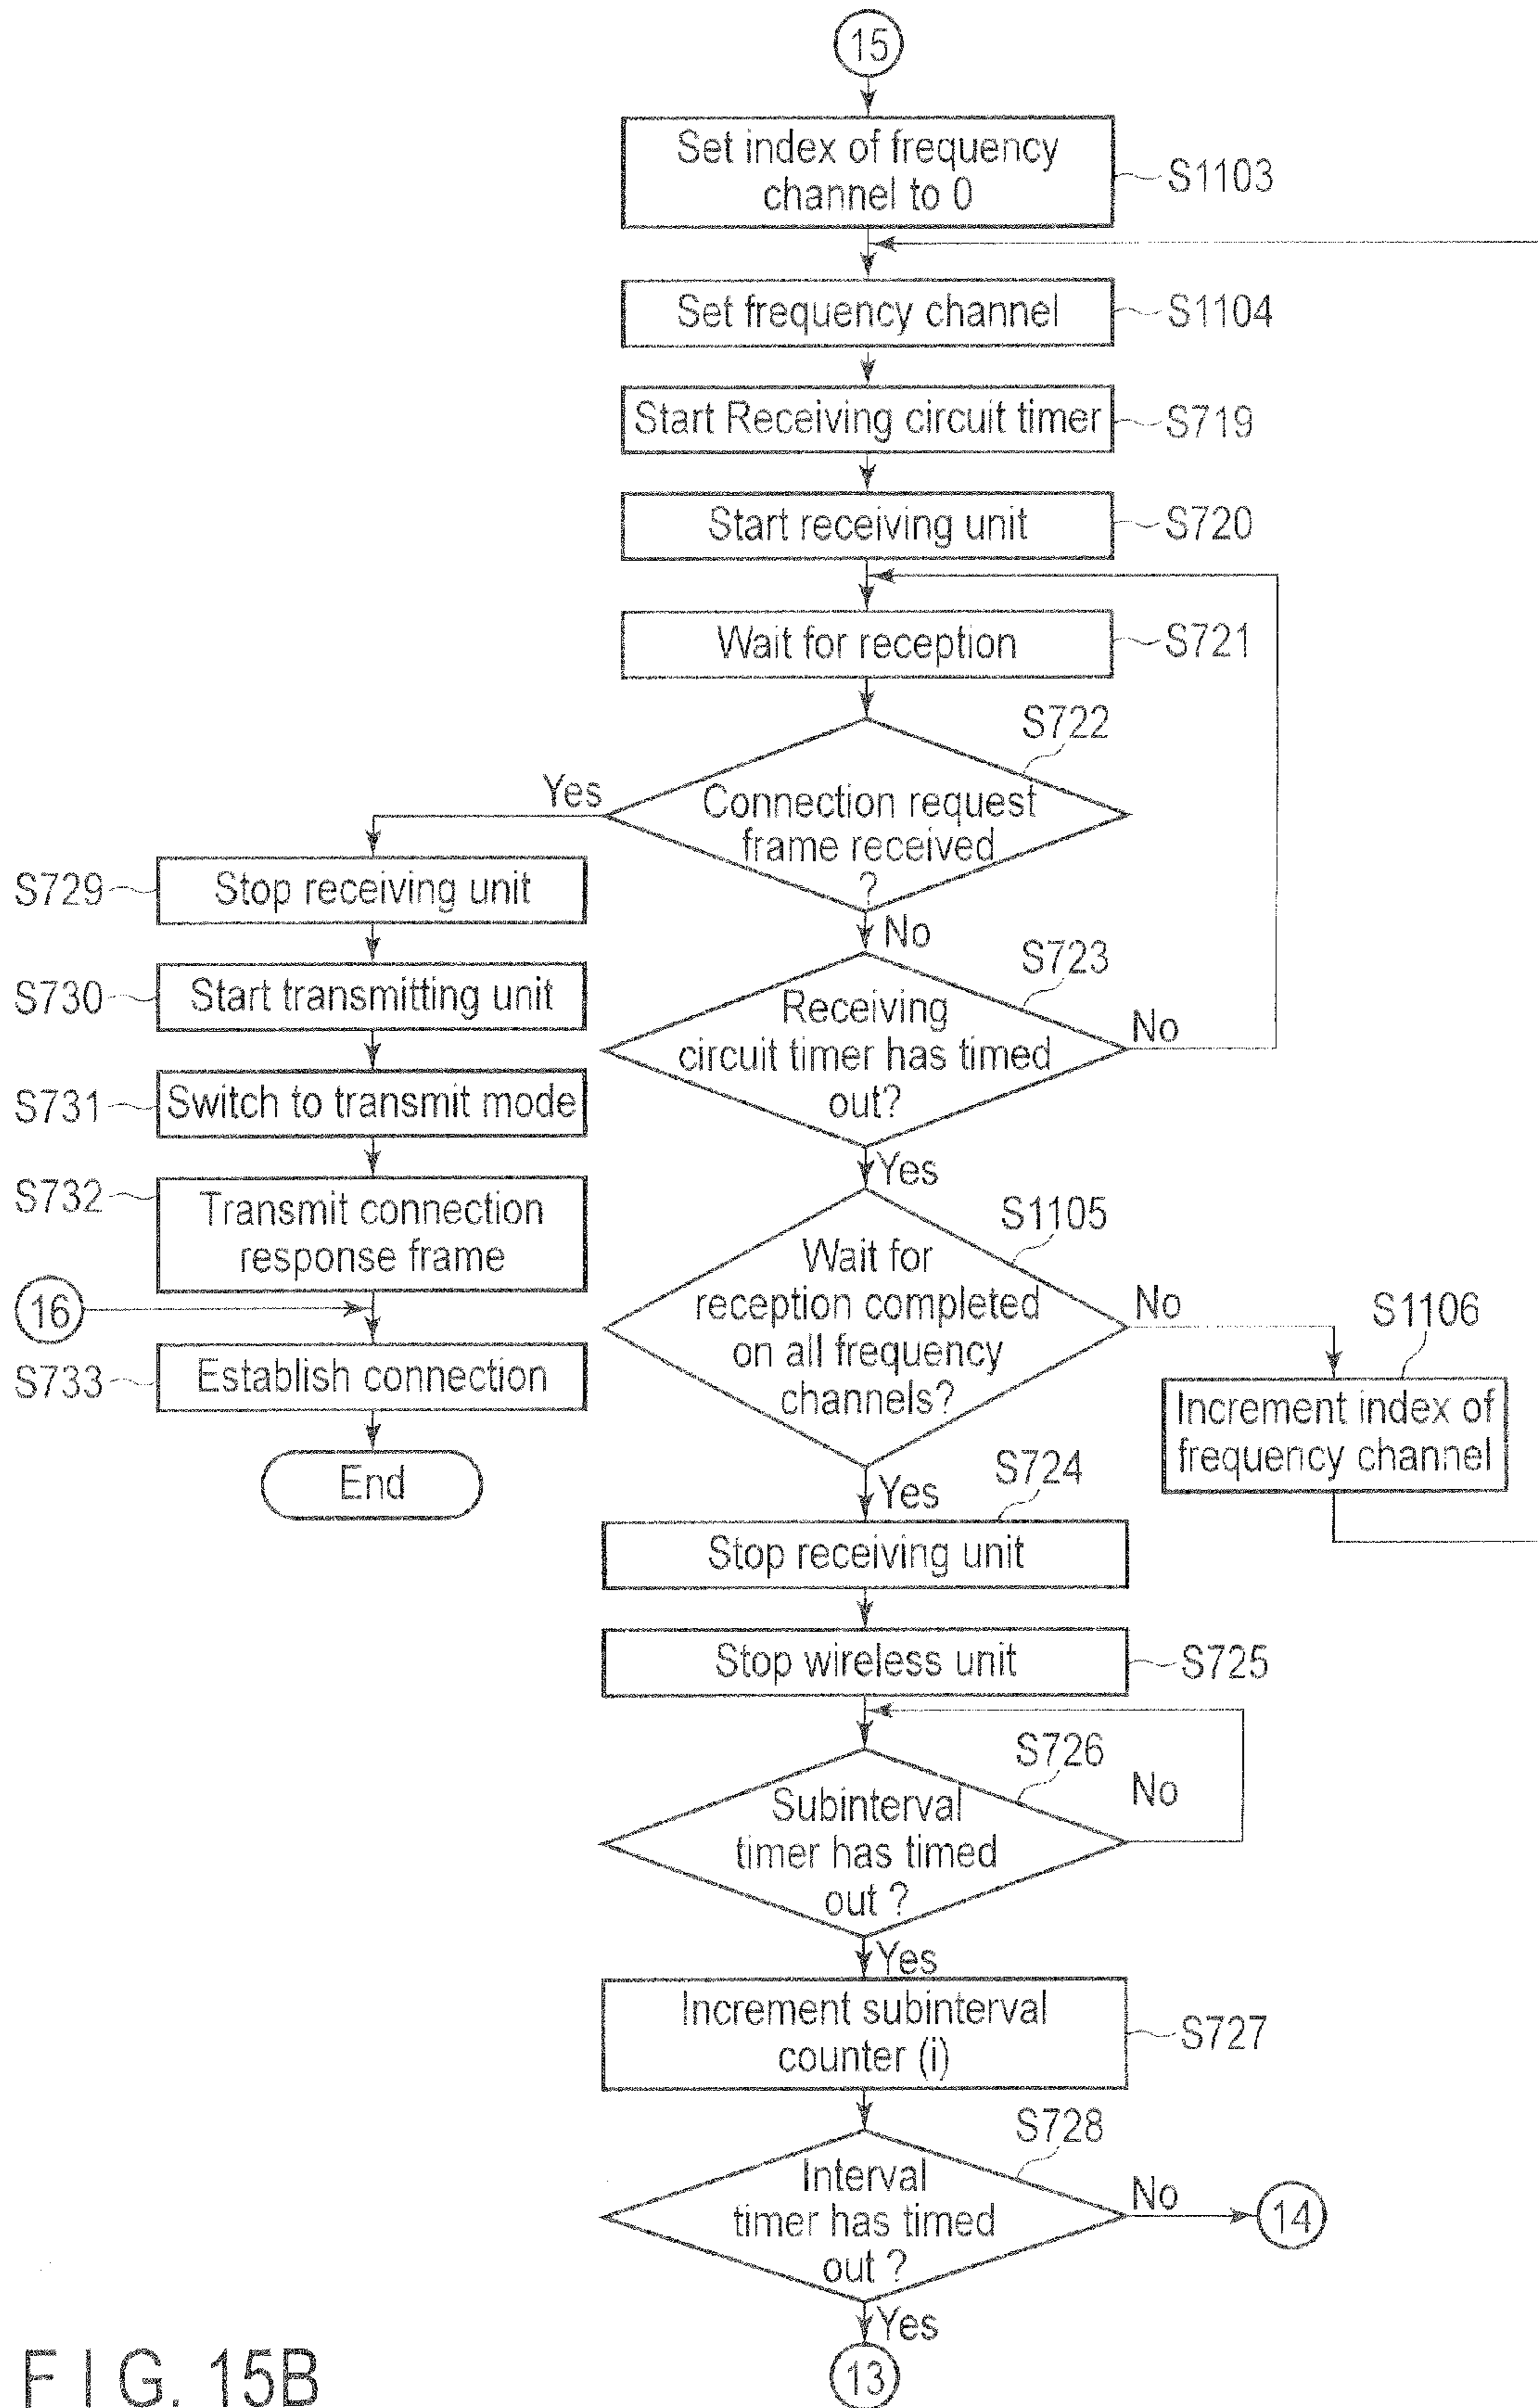 15
Set index of frequency
channel to 0
S1103
Set frequency channel
S1104
Start Receiving circuit timer
S719
Start receiving unit
S720
Wait for reception
S721
S722
Connection request
frame received
?
Yes
No
S729
Stop receiving unit
S730
Start transmitting unit
S731
Switch to transmit mode
S732
Transmit connection
response frame
16
S733
Establish connection
End
S723
Receiving
circuit timer has timed
out?
No
Yes
S1105
Wait for
reception completed
on all frequency
channels?
No
S1106
Increment index of
frequency channel
Yes
S724
Stop receiving unit
Stop wireless unit
S725
S726
Subinterval
timer has timed
out ?
No
Yes
Increment subinterval
counter (i)
S727
S728
Interval
timer has timed
out ?
No
14
Yes
13
FIG. 15B